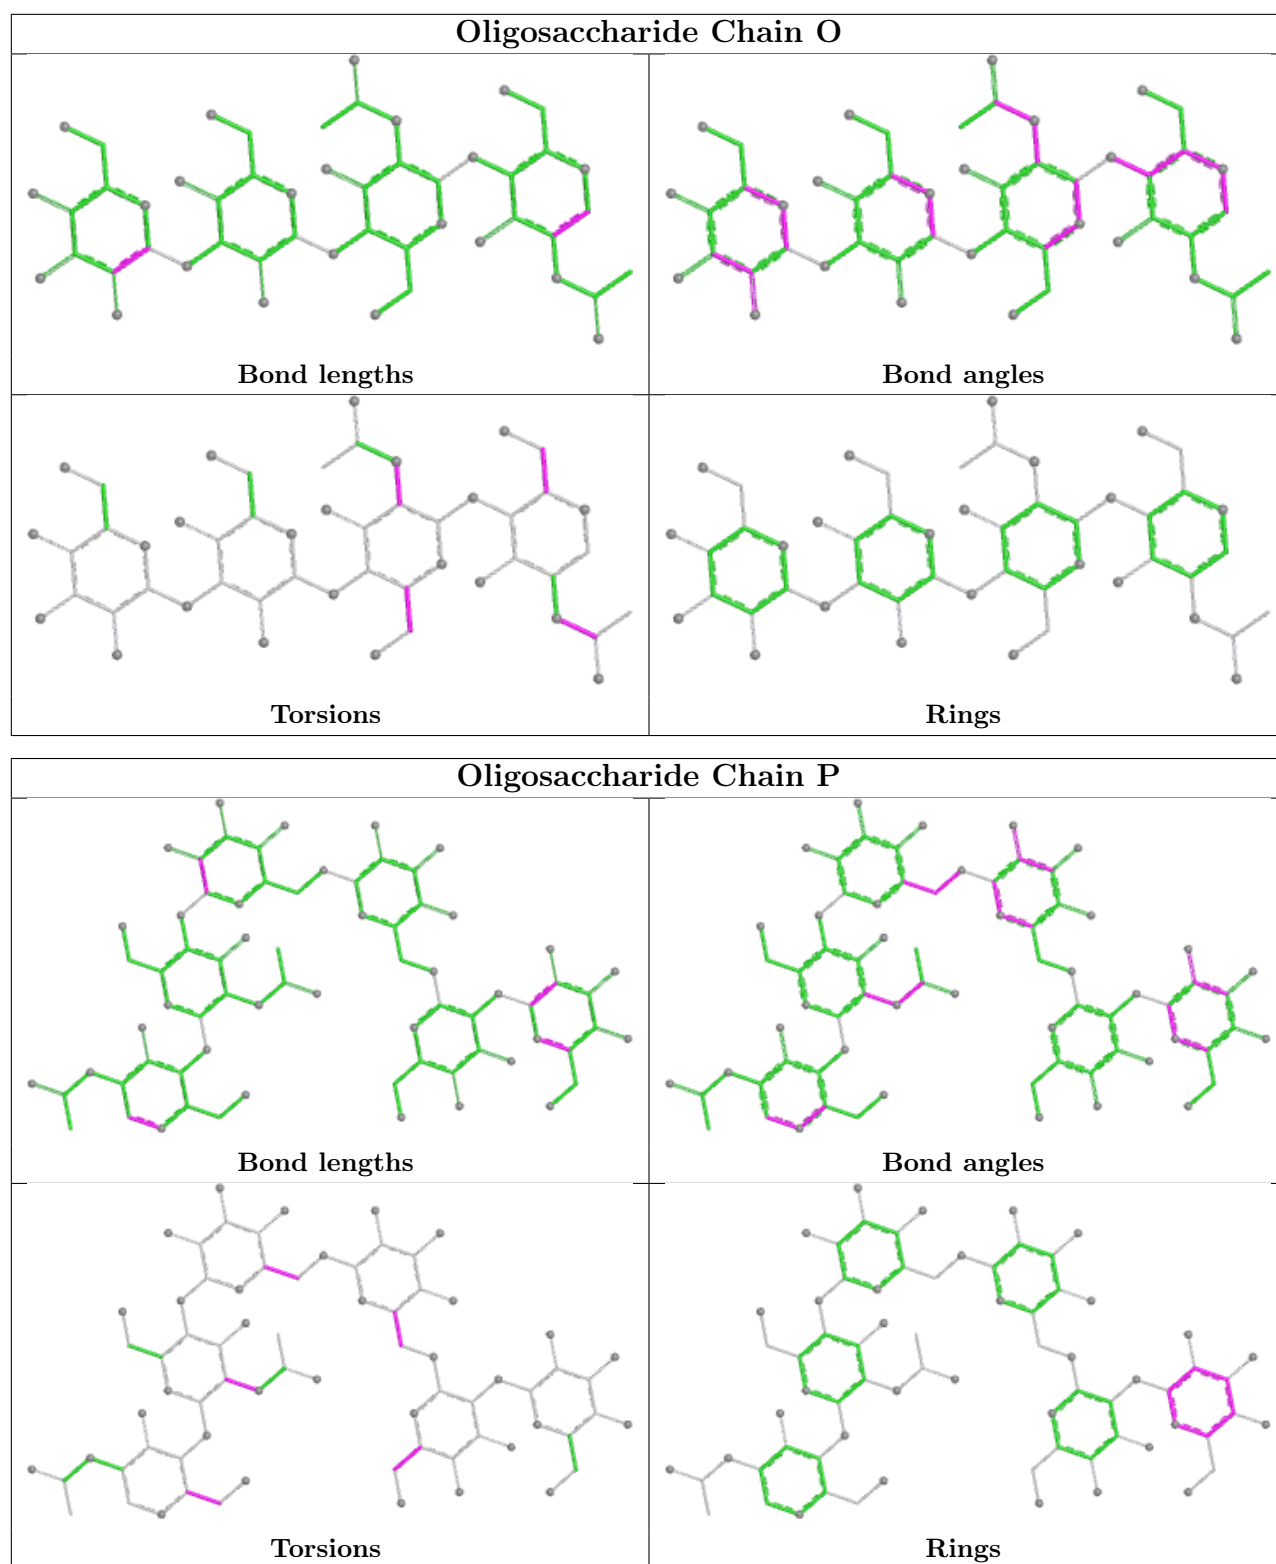 Oligosaccharide Chain O
Bond lengths
Bond angles
Torsions
Rings
Oligosaccharide Chain P
Bond lengths
Bond angles
Torsions
Rings